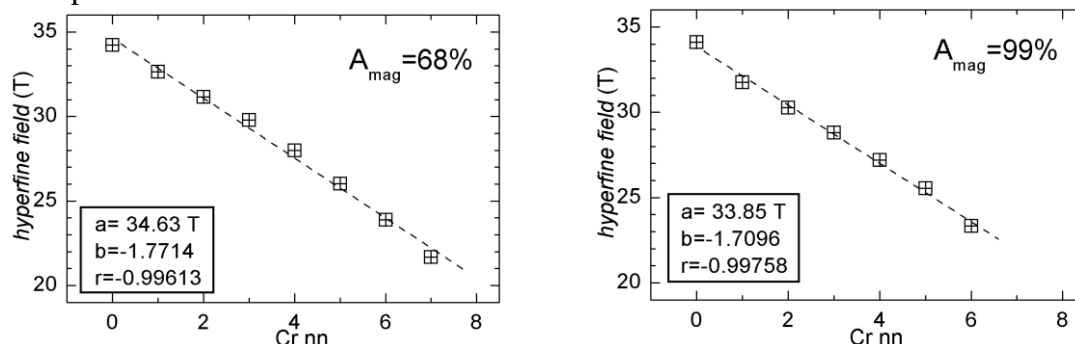 35
30
25
20
hyperfine field (T)
A_mag=68%
a= 34.63 T
b=-1.7714
r=-0.99613
0 2 4 6 8
Cr nn
35
30
25
20
hyperfine field (T)
A_mag=99%
a= 33.85 T
b=-1.7096
r=-0.99758
0 2 4 6 8
Cr nn